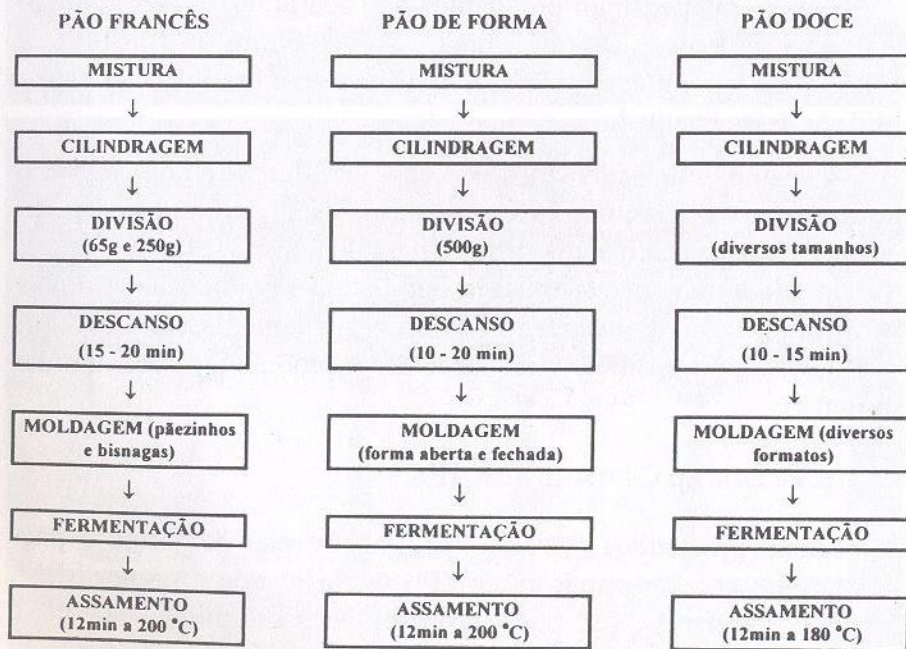 PÃO FRANCÊS
MISTURA
↓
CILINDRAGEM
↓
DIVISÃO
(65g e 250g)
↓
DESCANSO
(15 - 20 min)
↓
MOLDAGEM (pãezinhos
e bisnagas)
↓
FERMENTAÇÃO
↓
ASSAMENTO
(12min a 200 °C)
PÃO DE FORMA
MISTURA
↓
CILINDRAGEM
↓
DIVISÃO
(500g)
↓
DESCANSO
(10 - 20 min)
↓
MOLDAGEM
(forma aberta e fechada)
↓
FERMENTAÇÃO
↓
ASSAMENTO
(12min a 200 °C)
PÃO DOCE
MISTURA
↓
CILINDRAGEM
↓
DIVISÃO
(diversos tamanhos)
↓
DESCANSO
(10 - 15 min)
↓
MOLDAGEM (diversos
formatos)
↓
FERMENTAÇÃO
↓
ASSAMENTO
(12min a 180 °C)